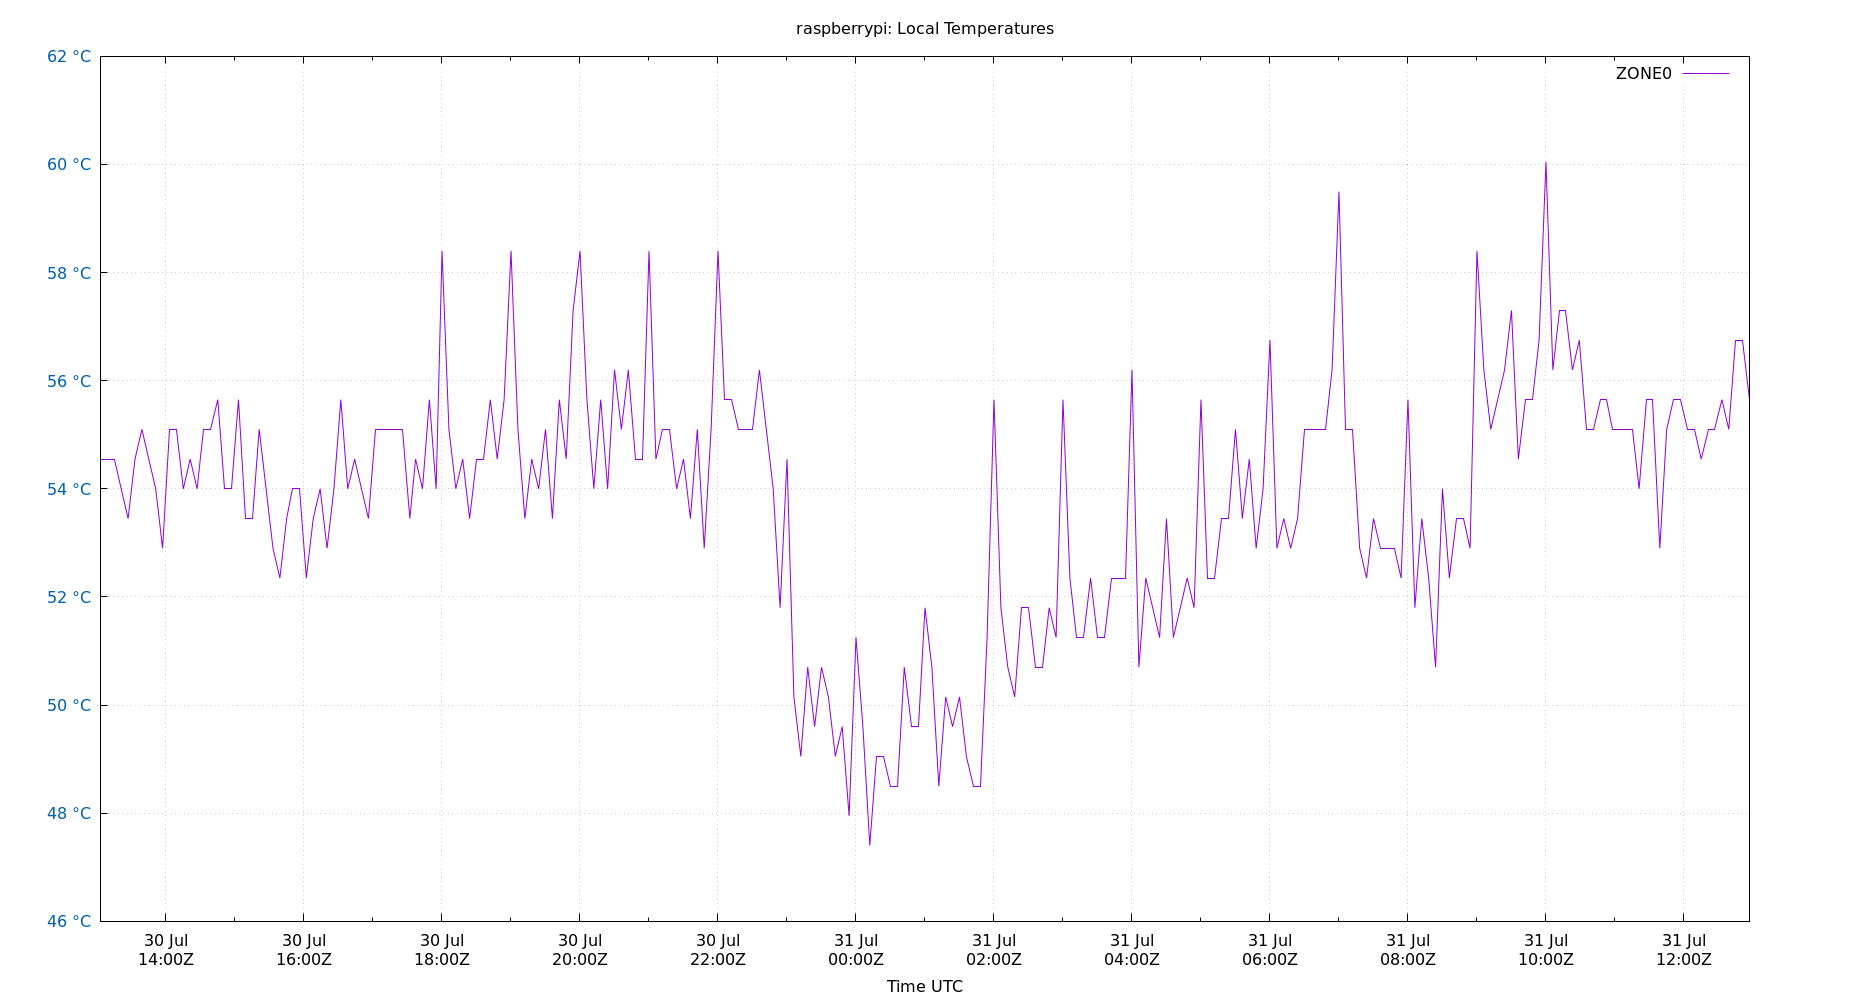 raspberrypi: Local Temperatures
62 °C
ZONE0
60 °C
58 °C
56 °C
54 °C
52 °C
50 °C
48 °C
46 °C
30 Jul
14:00Z
30 Jul
16:00Z
30 Jul
18:00Z
30 Jul
20:00Z
30 Jul
22:00Z
31 Jul
00:00Z
31 Jul
02:00Z
31 Jul
04:00Z
31 Jul
06:00Z
31 Jul
08:00Z
31 Jul
10:00Z
31 Jul
12:00Z
Time UTC